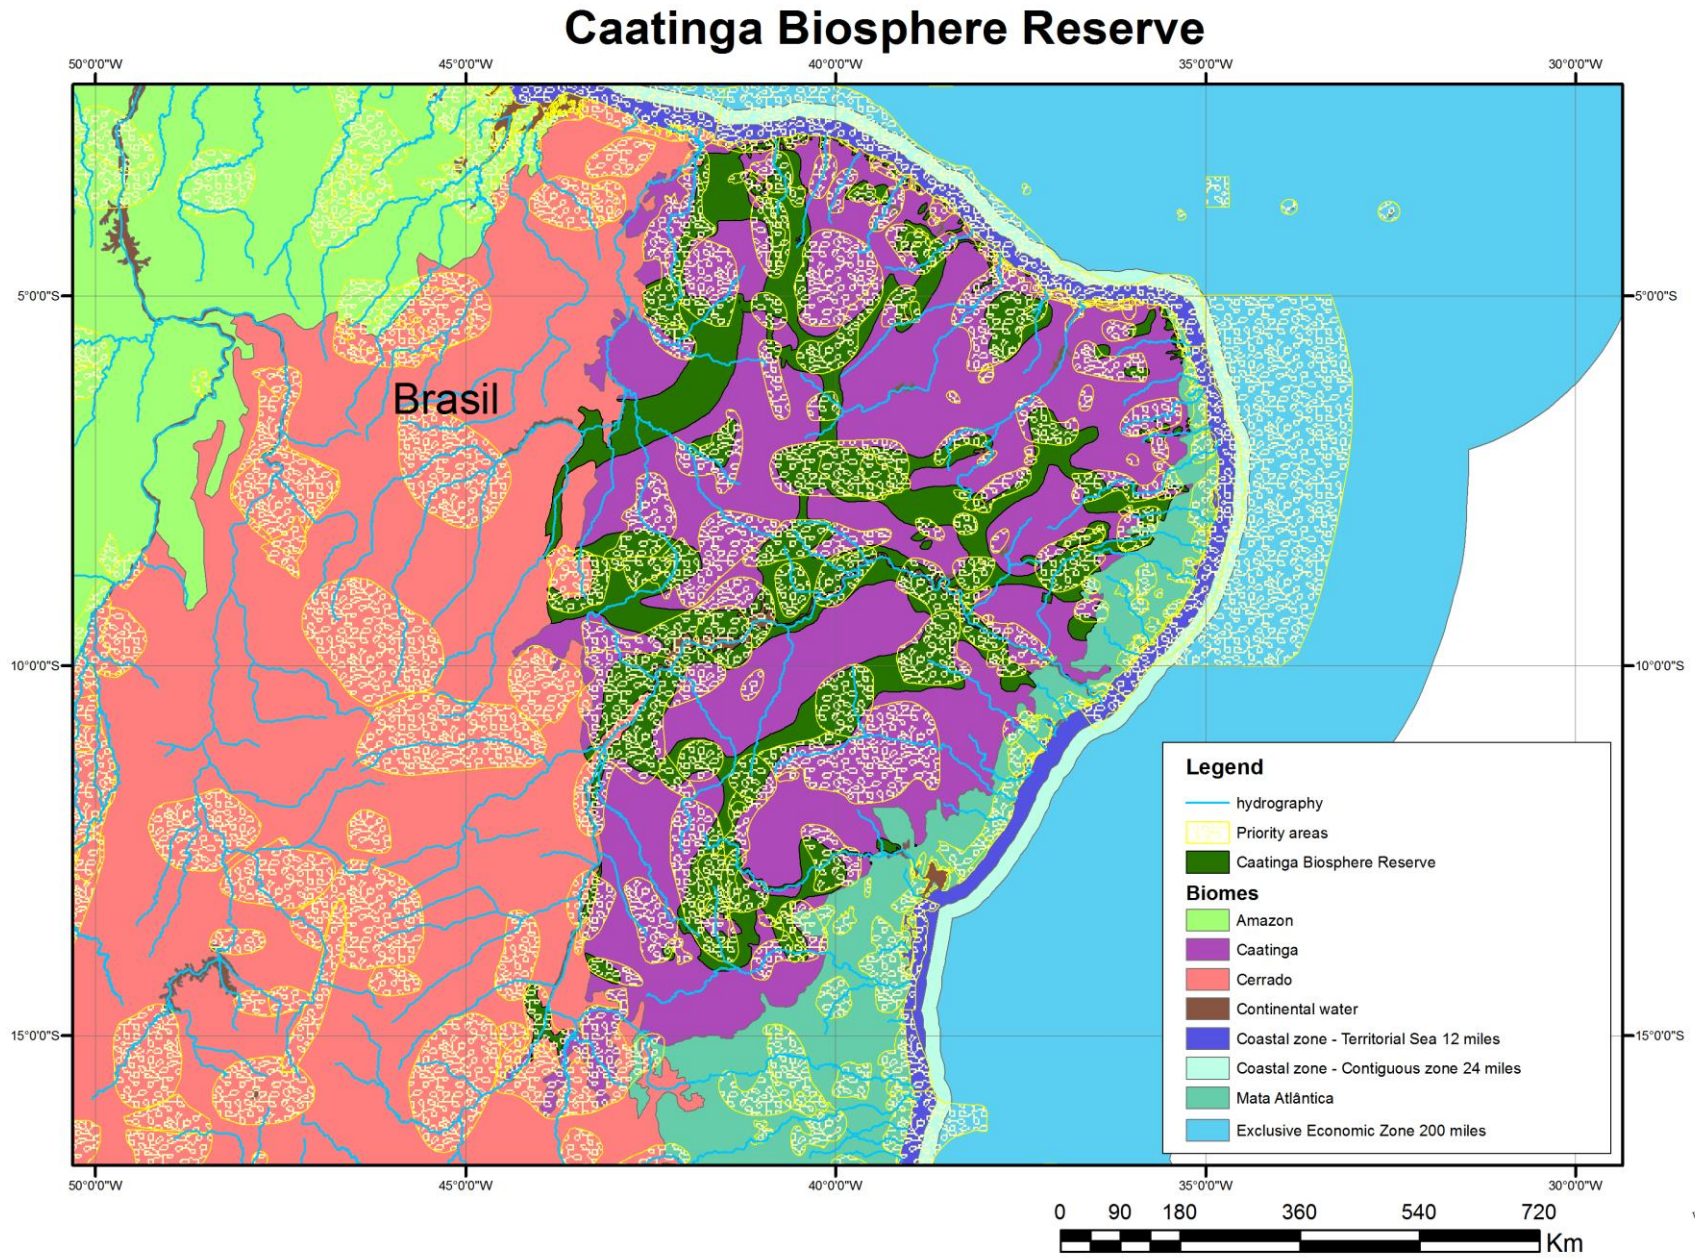 Caatinga Biosphere Reserve
50°0'0"W 45°0'0"W 40°0'0"W 35°0'0"W 30°0'0"W
5°0'0"S 5°0'0"S
Brasil
10°0'0"S 10°0'0"S
Legend
hydrography
Priority areas
Caatinga Biosphere Reserve
Biomes
Amazon
Caatinga
Cerrado
Continental water
Coastal zone - Territorial Sea 12 miles
Coastal zone - Contiguous zone 24 miles
Mata Atlântica
Exclusive Economic Zone 200 miles
15°0'0"S 15°0'0"S
50°0'0"W 45°0'0"W 40°0'0"W 35°0'0"W 30°0'0"W
0 90 180 360 540 720
Km